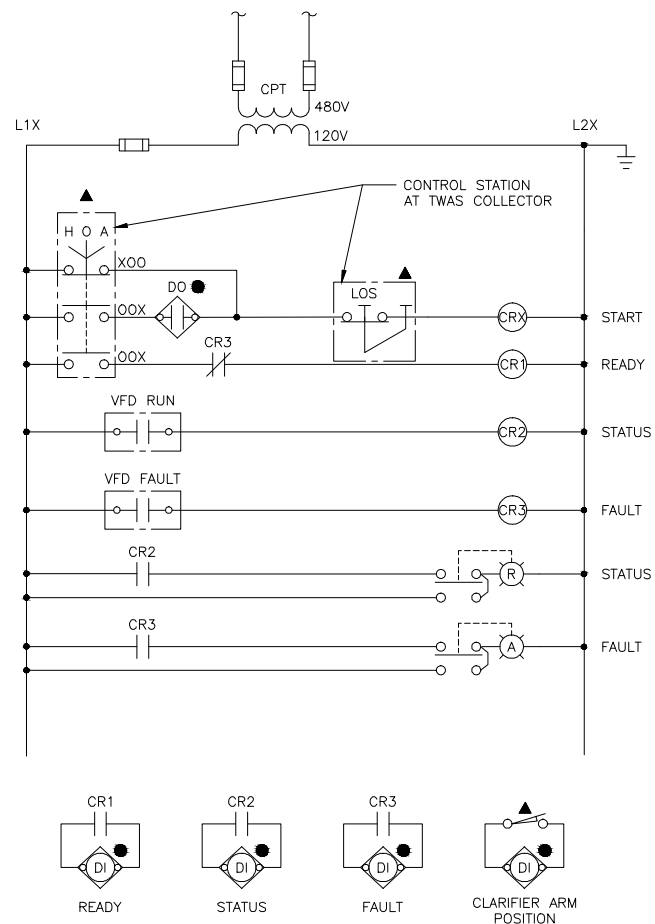 CPT
480V
L1X
L2X
120V
CONTROL STATION
AT TWAS COLLECTOR
H O A
XOO
DO
LOS
OOX
CRX
START
CR3
OOX
CR1
READY
VFD RUN
CR2
STATUS
VFD FAULT
CR3
FAULT
CR2
R
STATUS
CR3
A
FAULT
CR1
CR2
CR3
DI
DI
DI
DI
READY
STATUS
FAULT
CLARIFIER ARM
POSITION